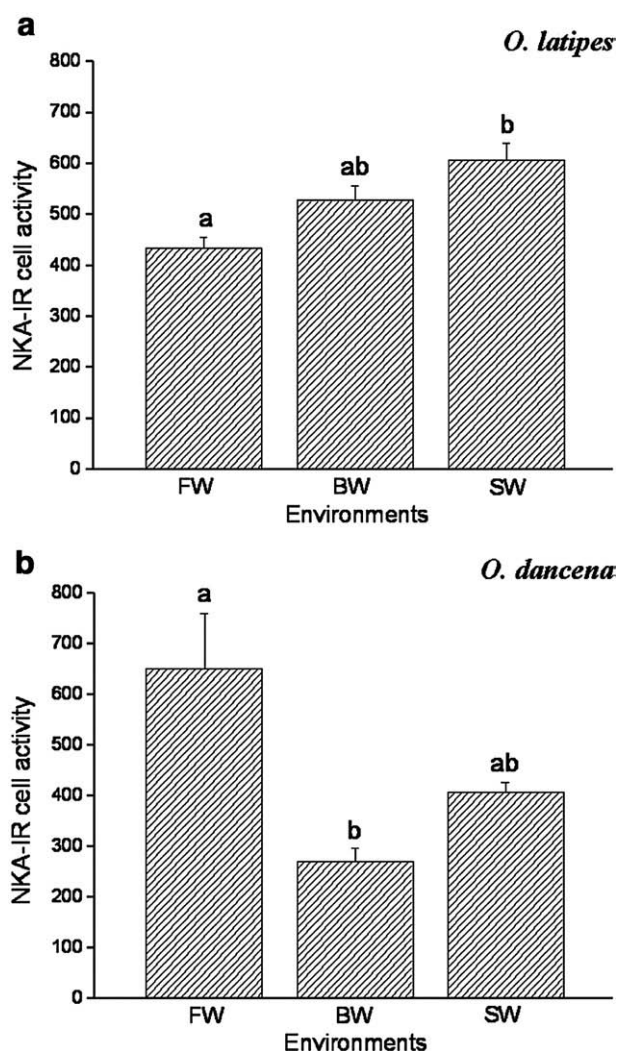 a
O. latipes
800
700
600
500
400
300
200
100
0
NKA-IR cell activity
a
ab
b
FW BW SW
Environments
b
O. dancena
800
700
600
500
400
300
200
100
0
NKA-IR cell activity
a
b
ab
FW BW SW
Environments